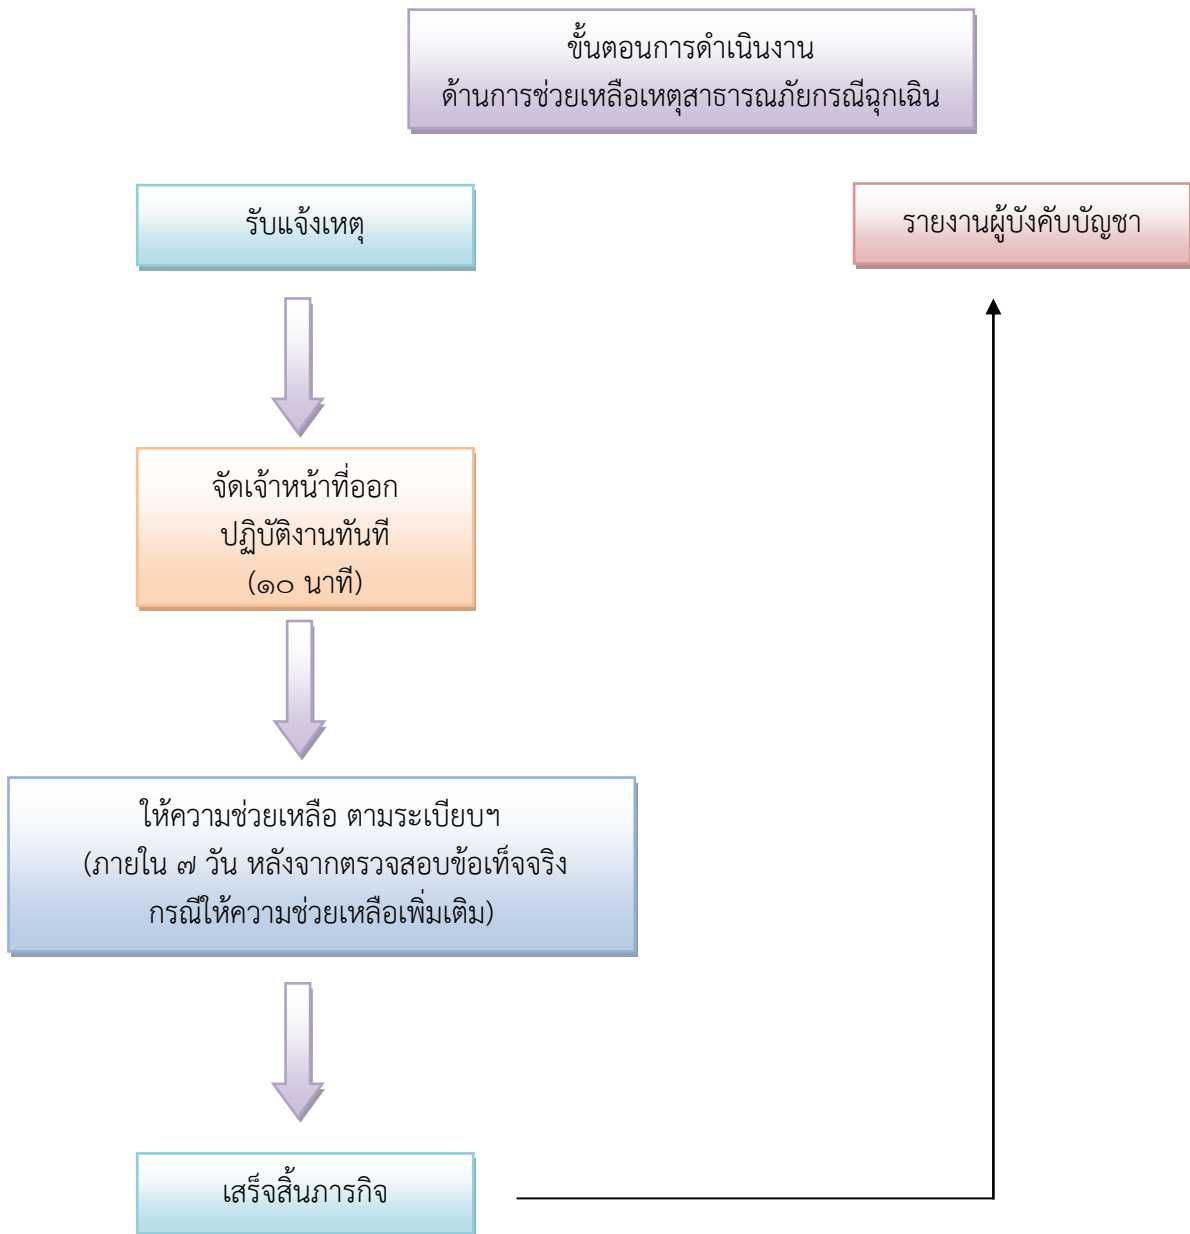 ขั้นตอนการดำเนินงาน
ด้านการช่วยเหลือเหตุสาธารณภัยกรณีฉุกเฉิน
รับแจ้งเหตุ
รายงานผู้บังคับบัญชา
จัดเจ้าหน้าที่ออก
ปฏิบัติงานทันที
(๑๐ นาที)
ให้ความช่วยเหลือ ตามระเบียบฯ
(ภายใน ๗ วัน หลังจากตรวจสอบข้อเท็จจริง
กรณีให้ความช่วยเหลือเพิ่มเติม)
เสร็จสิ้นภารกิจ